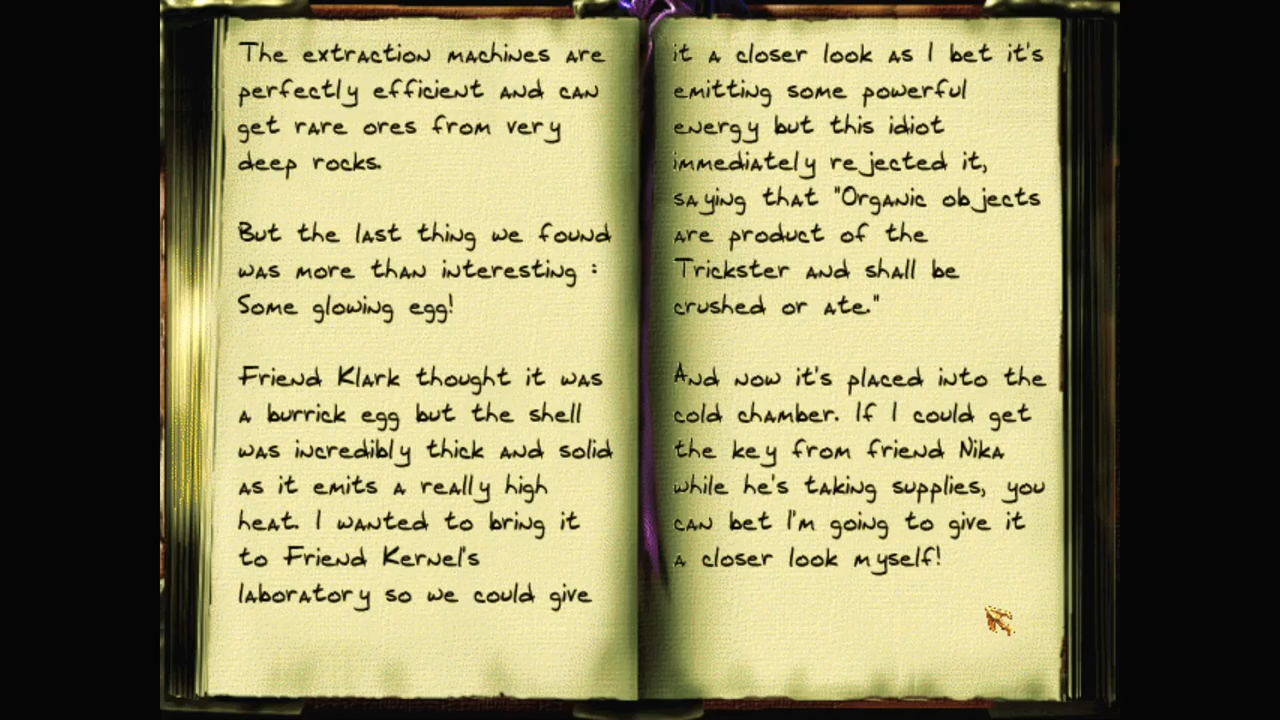 The extraction machines are
perfectly efficient and can
get rare ores from very
deep rocks.
But the last thing we found
was more than interesting :
Some glowing egg!
Friend Klark thought it was
a burrick egg but the shell
was incredibly thick and solid
as it emits a really high
heat. I wanted to bring it
to Friend Kernel's
laboratory so we could give
it a closer look as I bet it's
emitting some powerful
energy but this idiot
immediately rejected it,
saying that "Organic objects
are product of the
Trickster and shall be
crushed or ate."
And now it's placed into the
cold chamber. If I could get
the key from friend Nika
while he's taking supplies, you
can bet I'm going to give it
a closer look myself!